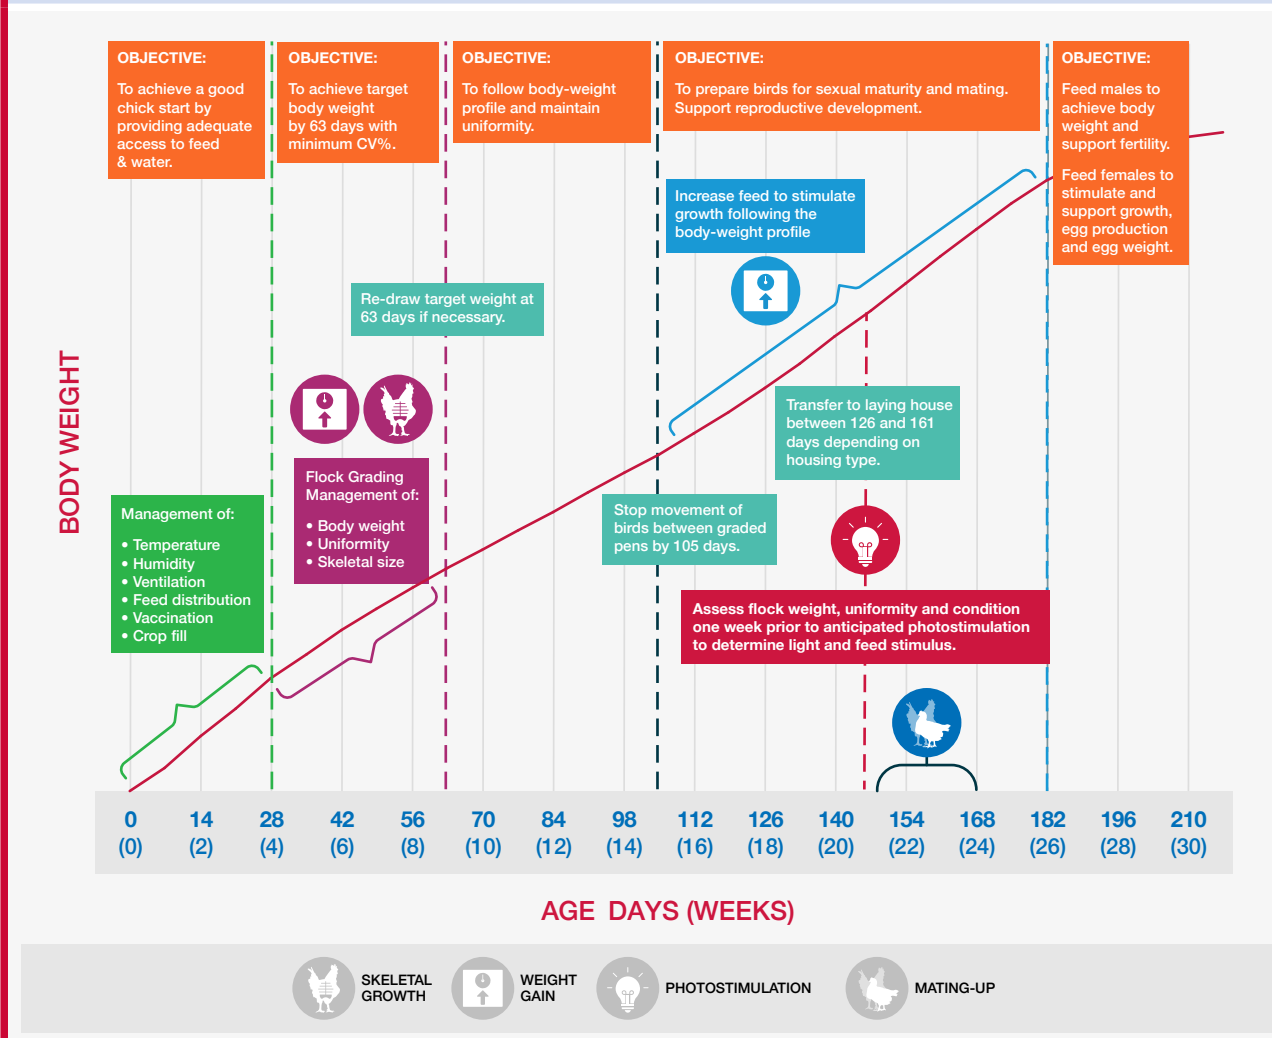 OBJECTIVE:
To achieve a good
chick start by
providing adequate
access to feed
& water.
OBJECTIVE:
To achieve target
body weight
by 63 days with
minimum CV%.
OBJECTIVE:
To follow body-weight
profile and maintain
uniformity.
OBJECTIVE:
To prepare birds for sexual maturity and mating.
Support reproductive development.
OBJECTIVE:
Feed males to
achieve body
weight and
support fertility.
Feed females to
stimulate and
support growth,
egg production
and egg weight.
Increase feed to stimulate
growth following the
body-weight profile
Re-draw target weight at
63 days if necessary.
BODY WEIGHT
Transfer to laying house
between 126 and 161
days depending on
housing type.
Flock Grading
Management of:
• Body weight
• Uniformity
• Skeletal size
Management of:
• Temperature
• Humidity
• Ventilation
• Feed distribution
• Vaccination
• Crop fill
Stop movement of
birds between graded
pens by 105 days.
Assess flock weight, uniformity and condition
one week prior to anticipated photostimulation
to determine light and feed stimulus.
0 14 28 42 56 70 84 98 112 126 140 154 168 182 196 210
(0) (2) (4) (6) (8) (10) (12) (14) (16) (18) (20) (22) (24) (26) (28) (30)
AGE DAYS (WEEKS)
SKELETAL
GROWTH
WEIGHT
GAIN
PHOTOSTIMULATION
MATING-UP